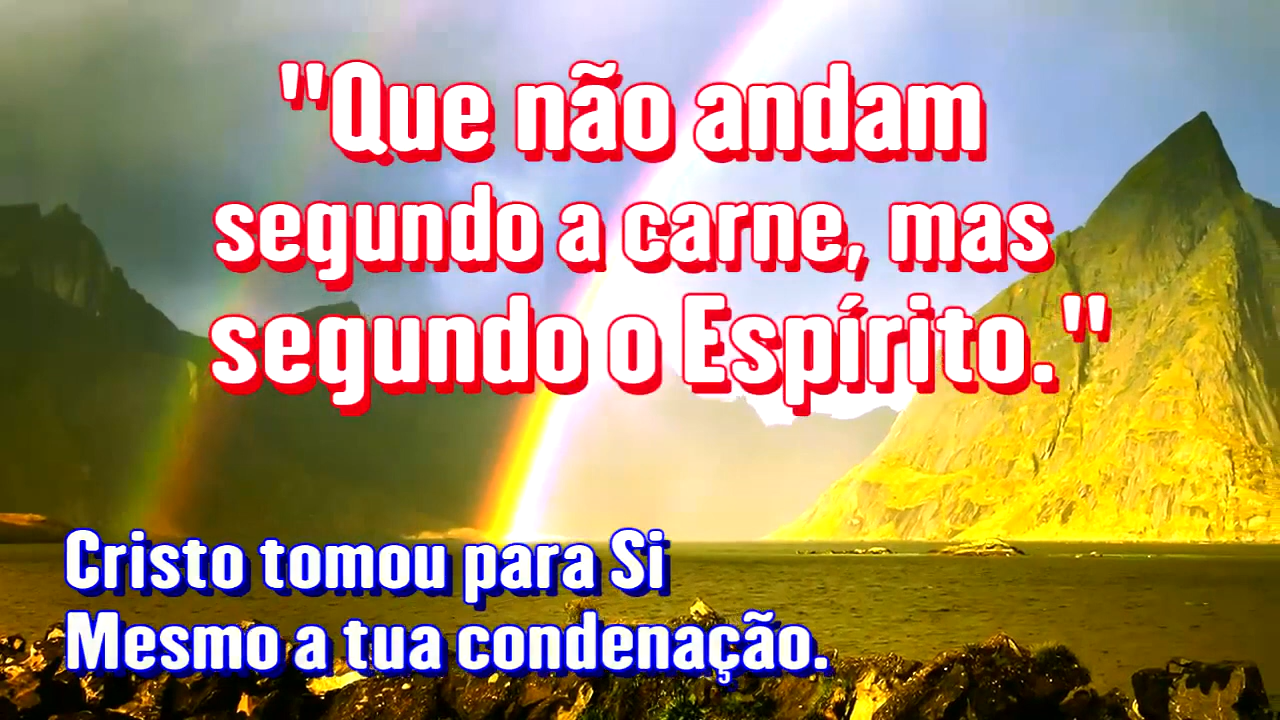 "Que não andam
segundo a carne, mas
segundo o Espírito."
Cristo tomou para Si
Mesmo a tua condenação.